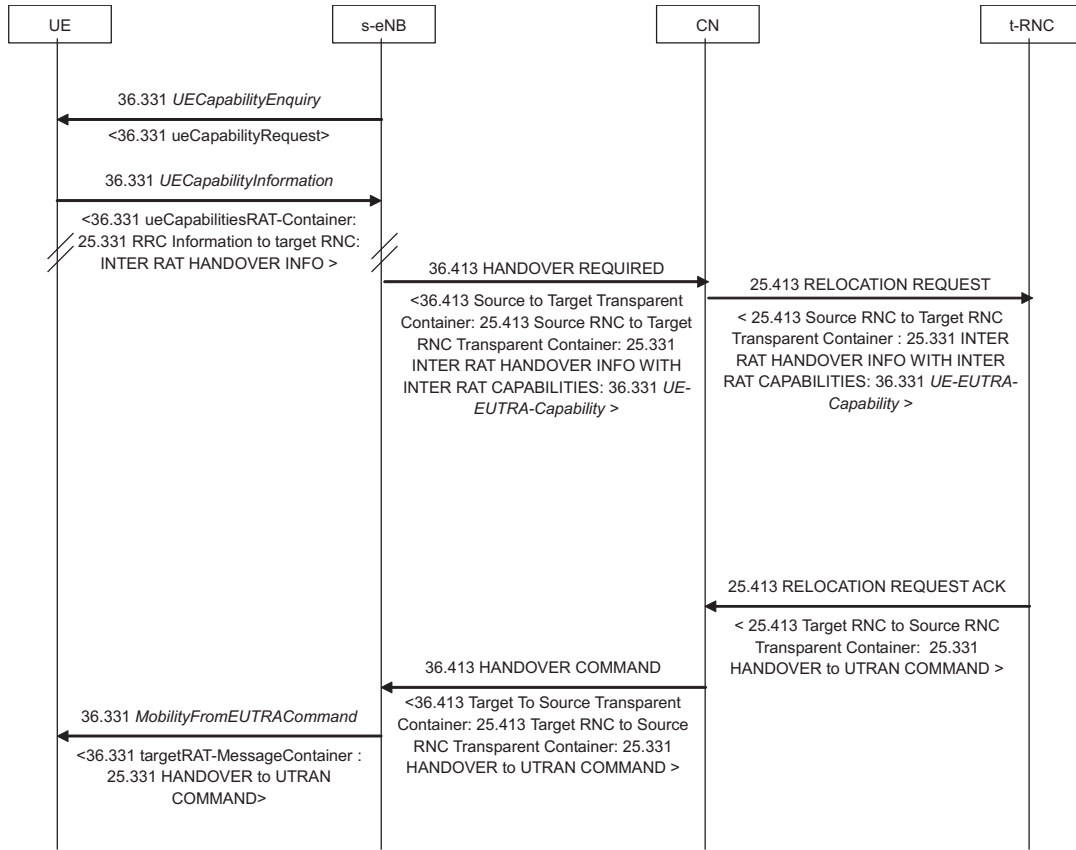 UE
s-eNB
CN
t-RNC
36.331 UECapabilityEnquiry
<36.331 ueCapabilityRequest>
36.331 UECapabilityInformation
<36.331 ueCapabilitiesRAT-Container:
25.331 RRC Information to target RNC:
INTER RAT HANDOVER INFO >
36.413 HANDOVER REQUIRED
<36.413 Source to Target Transparent
Container: 25.413 Source RNC to Target
RNC Transparent Container: 25.331
INTER RAT HANDOVER INFO WITH
INTER RAT CAPABILITIES: 36.331 UE-
EUTRA-Capability >
25.413 RELOCATION REQUEST
< 25.413 Source RNC to Target RNC
Transparent Container : 25.331 INTER
RAT HANDOVER INFO WITH INTER
RAT CAPABILITIES: 36.331 UE-EUTRA-
Capability >
25.413 RELOCATION REQUEST ACK
< 25.413 Target RNC to Source RNC
Transparent Container:  25.331
HANDOVER to UTRAN COMMAND >
36.413 HANDOVER COMMAND
<36.413 Target To Source Transparent
Container: 25.413 Target RNC to Source
RNC Transparent Container: 25.331
HANDOVER to UTRAN COMMAND >
36.331 MobilityFromEUTRACommand
<36.331 targetRAT-MessageContainer :
25.331 HANDOVER to UTRAN
COMMAND>